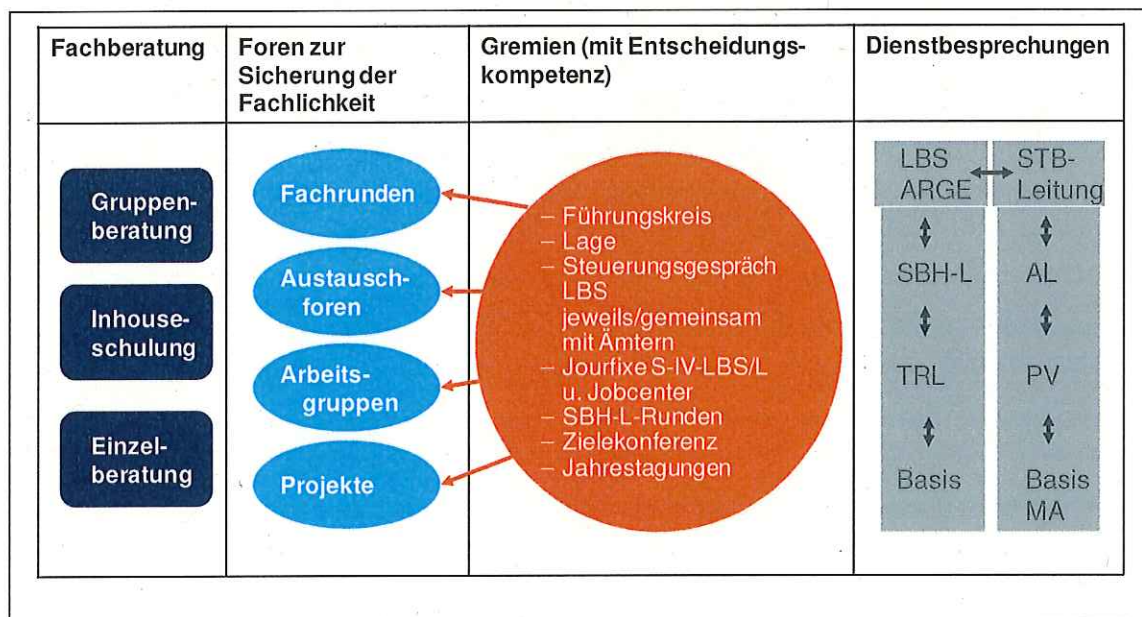 Fachberatung
Foren zur
Sicherung der
Fachlichkeit
Gremien (mit Entscheidungs-
kompetenz)
Dienstbesprechungen
Gruppen-
beratung
Inhouse-
schulung
Einzel-
beratung
Fachrunden
Austausch-
foren
Arbeits-
gruppen
Projekte
– Führungskreis
– Lage
– Steuerungsgespräch
LBS
jeweils/gemeinsam
mit Ämtern
– Jourfixe S-IV-LBS/L
u. Jobcenter
– SBH-L-Runden
– Zielekonferenz
– Jahrestagungen
LBS
ARGE
SBH-L
TRL
Basis
STB-
Leitung
AL
PV
Basis
MA